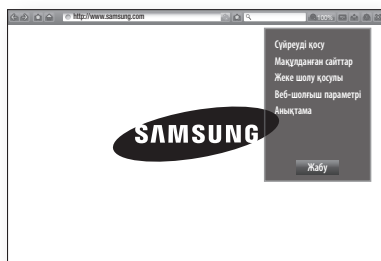 http://www.samsung.com
100%
Сүйреуді қосу
Мақұлданған сайттар
Жеке шолу қосулы
Веб-шолғыш параметрі
Анықтама
SAMSUNG
Жабу